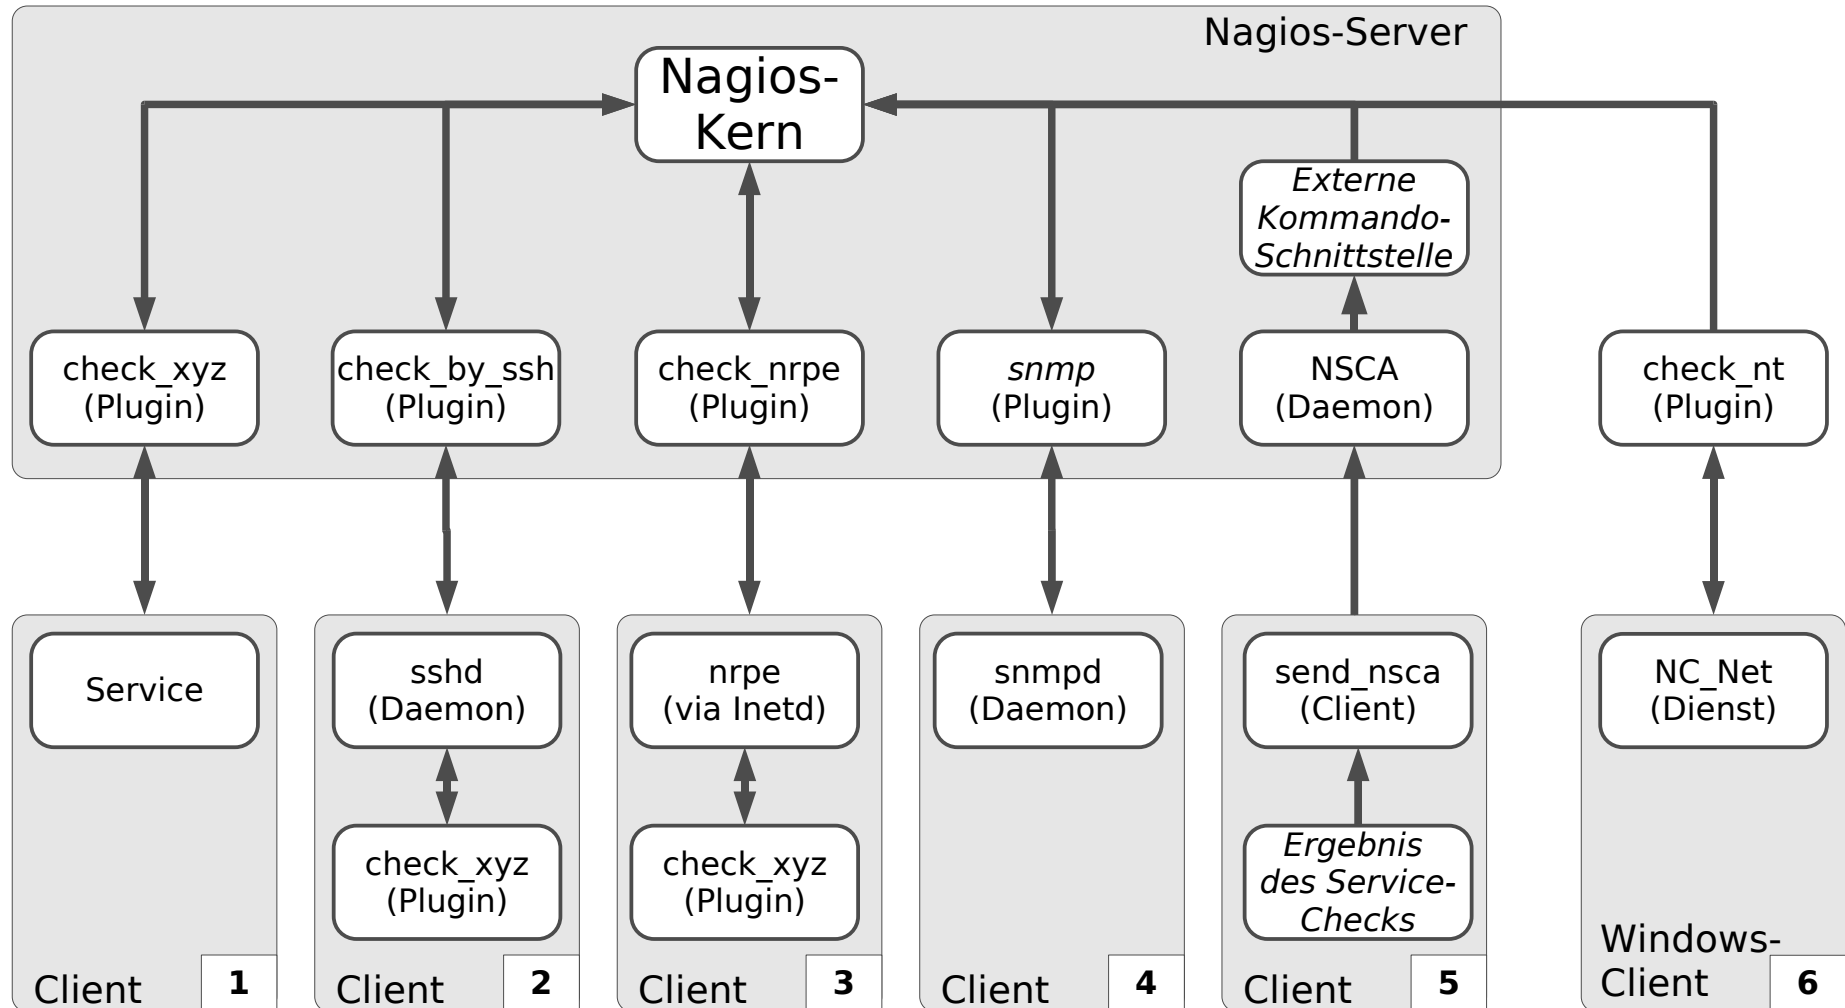 Nagios-Server
Nagios-
Kern
Externe
Kommando-
Schnittstelle
check_xyz
(Plugin)
check_by_ssh
(Plugin)
check_nrpe
(Plugin)
snmp
(Plugin)
NSCA
(Daemon)
check_nt
(Plugin)
Service
sshd
(Daemon)
nrpe
(via Inetd)
snmpd
(Daemon)
send_nsca
(Client)
NC_Net
(Dienst)
check_xyz
(Plugin)
check_xyz
(Plugin)
Ergebnis
des Service-
Checks
Client 1
Client 2
Client 3
Client 4
Client 5
Windows-
Client 6